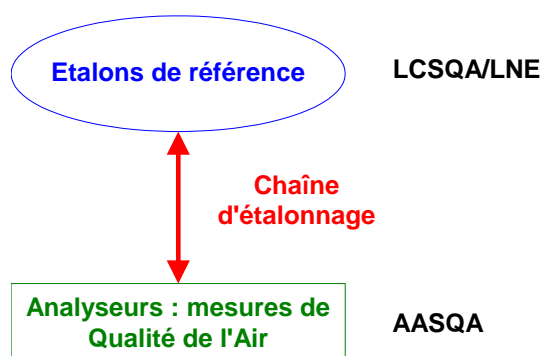 Etalons de référence
LCSQA/LNE
Chaîne
d'étalonnage
Analyseurs : mesures de
Qualité de l'Air
AASQA